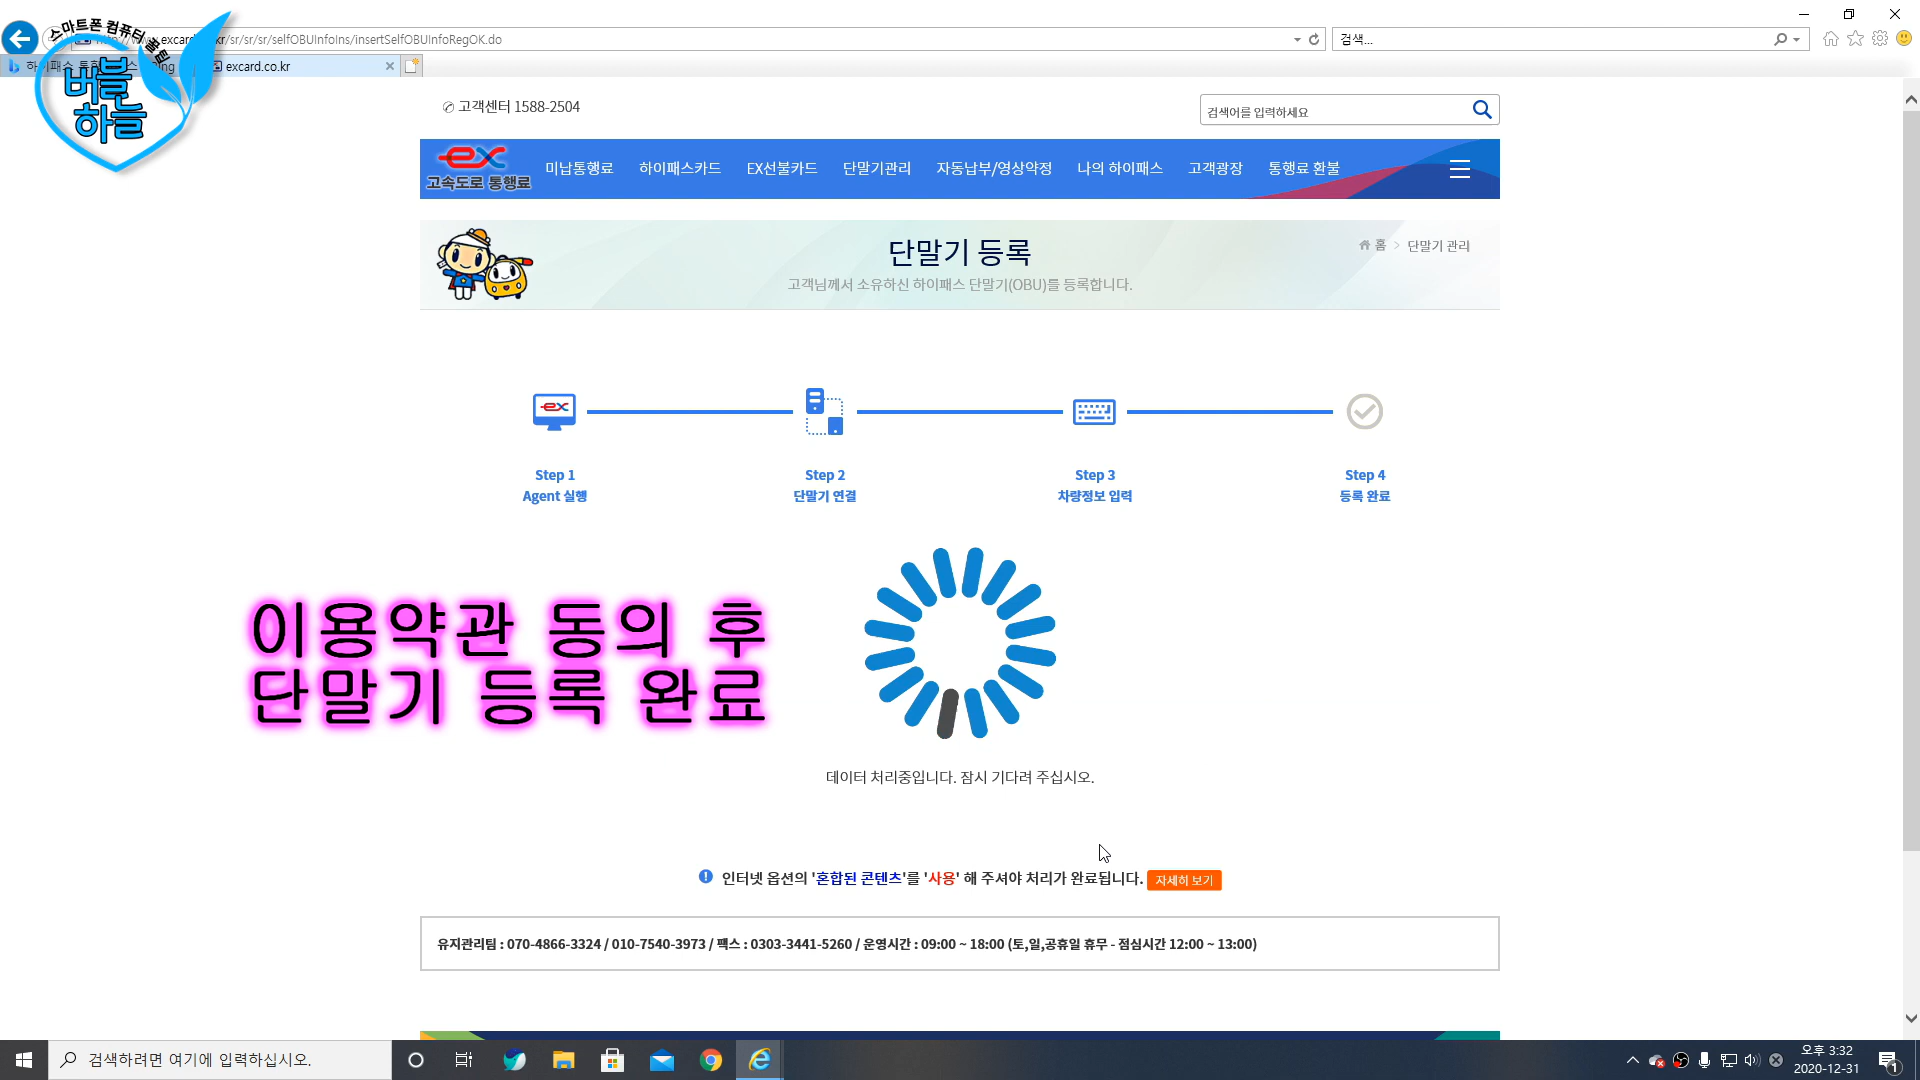 스마트폰 컴퓨터 꿀팁
버블
하늘
/sr/sr/sr/selfOBUInfoIns/insertSelfOBUInfoRegOK.do
검색...
excard.co.kr
고객센터 1588-2504
검색어를 입력하세요
ex
고속도로 통행료
미납통행료
하이패스카드
EX선불카드
단말기관리
자동납부/영상약정
나의 하이패스
고객광장
통행료 환불
단말기 등록
홈 > 단말기 관리
고객님께서 소유하신 하이패스 단말기(OBU)를 등록합니다.
ex
Step 1
Agent 실행
Step 2
단말기 연결
Step 3
차량정보 입력
Step 4
등록 완료
이용약관 동의 후
단말기 등록 완료
데이터 처리중입니다. 잠시 기다려 주십시오.
인터넷 옵션의 '혼합된 콘텐츠'를 '사용' 해 주셔야 처리가 완료됩니다. 자세히 보기
유지관리팀 : 070-4866-3324 / 010-7540-3973 / 팩스 : 0303-3441-5260 / 운영시간 : 09:00 ~ 18:00 (토,일,공휴일 휴무 - 점심시간 12:00 ~ 13:00)
검색하려면 여기에 입력하십시오.
오후 3:32
2020-12-31
1